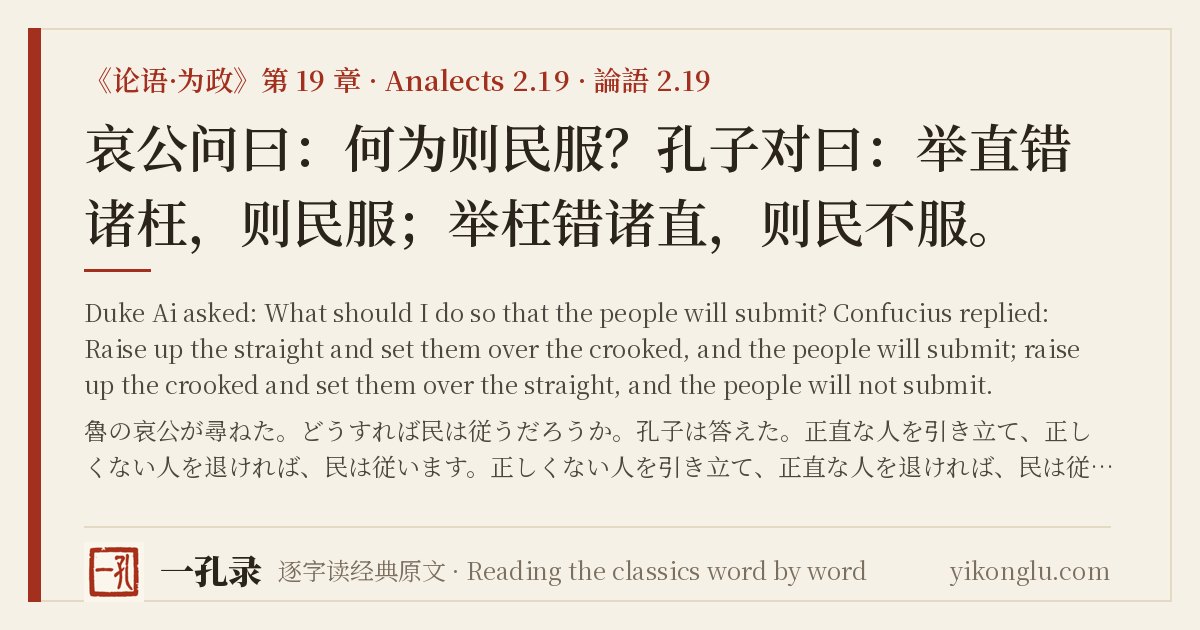 《论语·为政》第 19 章 · Analects 2.19 · 論語 2.19
哀公问曰：何为则民服？孔子对曰：举直错
诸枉，则民服；举枉错诸直，则民不服。
Duke Ai asked: What should I do so that the people will submit? Confucius replied:
Raise up the straight and set them over the crooked, and the people will submit; raise
up the crooked and set them over the straight, and the people will not submit.
魯の哀公が尋ねた。どうすれば民は従うだろうか。孔子は答えた。正直な人を引き立て、正し
くない人を退ければ、民は従います。正しくない人を引き立て、正直な人を退ければ、民は従…
一孔
一孔录 逐字读经典原文 · Reading the classics word by word yikonglu.com